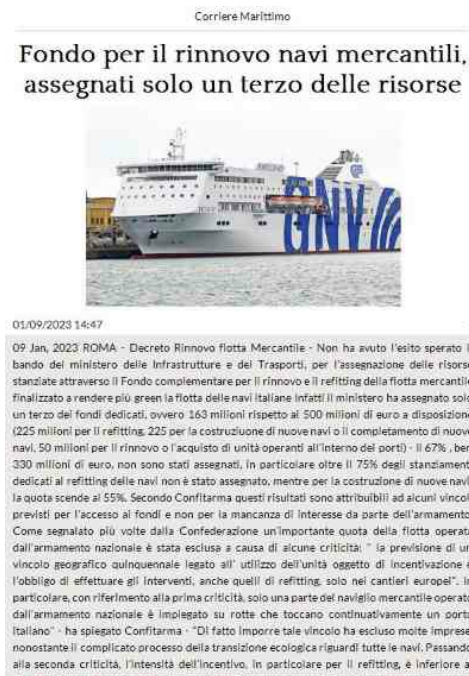 Corriere Marittimo
Fondo per il rinnovo navi mercantili,
assegnati solo un terzo delle risorse
GNV
01/09/2023 14:47
09 Jan, 2023 ROMA - Decreto Rinnovo flotta Mercantile - Non ha avuto l'esito sperato i
bando del ministero delle Infrastrutture e dei Trasporti, per l'assegnazione delle risorse
stanziate attraverso il Fondo complementare per il rinnovo e il refitting della flotta mercantile
finalizzato a rendere più green la flotta delle navi italiane infatti il ministero ha assegnato solo
un terzo dei fondi dedicati, ovvero 163 milioni rispetto ai 500 milioni di euro a disposizione
(225 milioni per il refitting, 225 per la costruziuone di nuove navi o il completamento di nuove
navi, 50 milioni per il rinnovo o l'acquisto di unità operanti all'interno dei porti) - Il 67% , ben
330 milioni di euro, non sono stati assegnati, in particolare oltre il 75% degli stanziament
dedicati al refitting delle navi non è stato assegnato, mentre per la costruzione di nuove navi
la quota scende al 55%. Secondo Confitarma questi risultati sono attribuibili ad alcuni vincol
previsti per l'accesso ai fondi e non per la mancanza di interesse da parte dell'armamento
Come segnalato più volte dalla Confederazione un'importante quota della flotta operata
dall'armamento nazionale è stata esclusa a causa di alcune criticità: " la previsione di un
vincolo geografico quinquennale legato all' utilizzo dell'unità oggetto di incentivazione e
l'obbligo di effettuare gli interventi, anche quelli di refitting, solo nei cantieri europei". In
particolare, con riferimento alla prima criticità, solo una parte del naviglio mercantile operato
dall'armamento nazionale è impiegato su rotte che toccano continuativamente un porto
italiano" - ha spiegato Confitarma - "Di fatto imporre tale vincolo ha escluso molte imprese
nonostante il complicato processo della transizione ecologica riguardi tutte le navi. Passando
alla seconda criticità, l'intensità dell'incentivo, in particolare per il refitting, è inferiore a